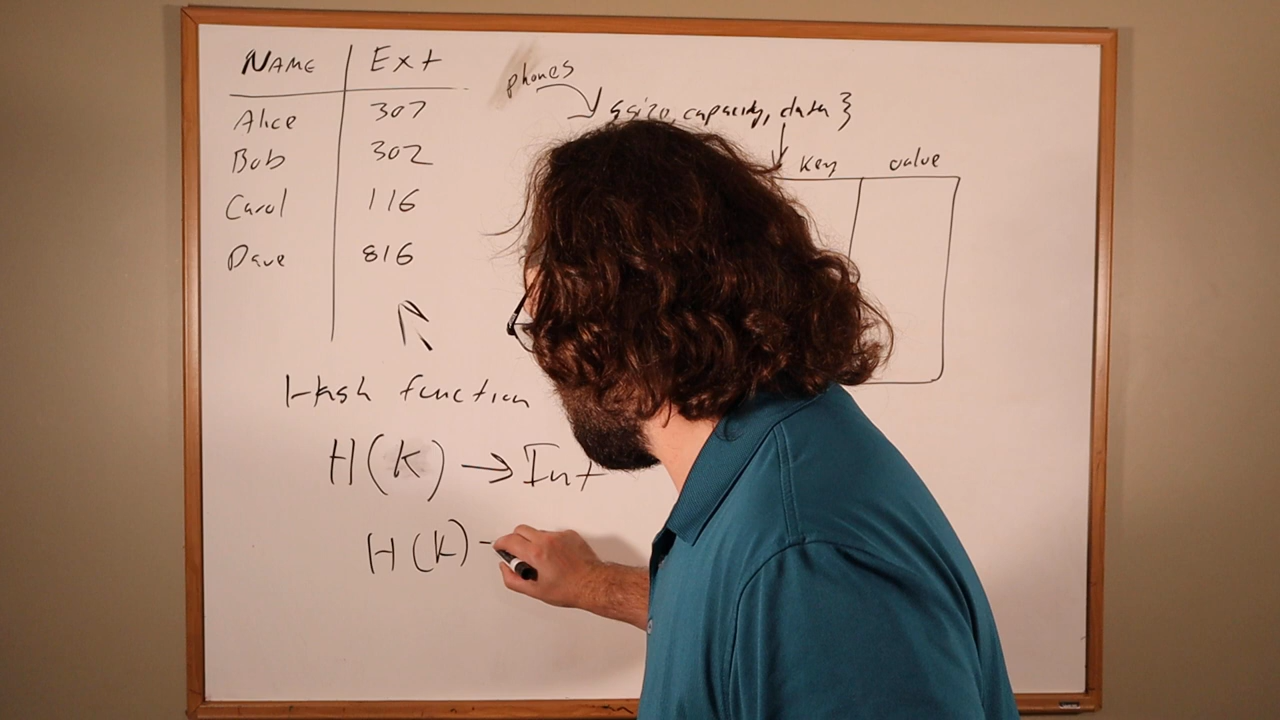 NAME Ext
Alice 307
Bob 302
Carol 116
Dave 816
phones
{size, capacity, data }
key value
Hash function
H(K) → Int
H(K) -